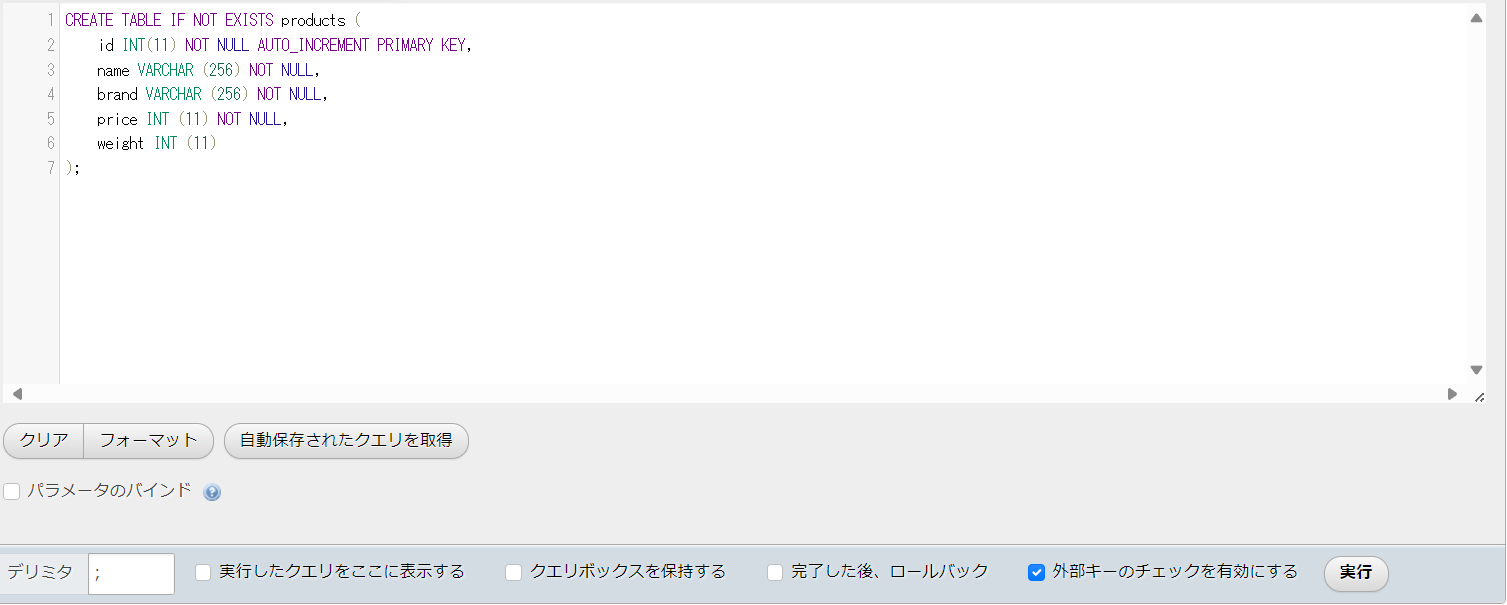 1 CREATE TABLE IF NOT EXISTS products (
2 id INT(11) NOT NULL AUTO_INCREMENT PRIMARY KEY,
3 name VARCHAR (256) NOT NULL,
4 brand VARCHAR (256) NOT NULL,
5 price INT (11) NOT NULL,
6 weight INT (11)
7 );
クリア フォーマット 自動保存されたクエリを取得
パラメータのバインド ?
デリミタ ; 実行したクエリをここに表示する クエリボックスを保持する 完了した後、ロールバック 外部キーのチェックを有効にする 実行